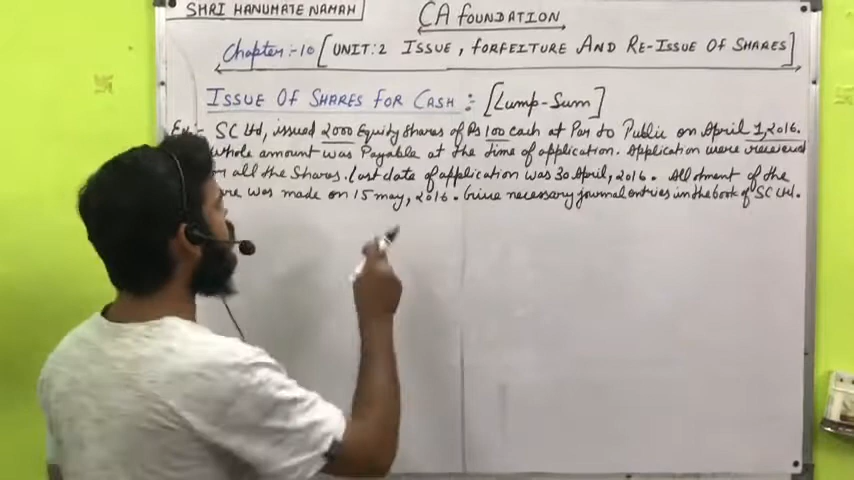 SHRI HANUMATE NAMAH
CA FOUNDATION
Chapter:-10 [UNIT:2 ISSUE, FORFEITURE AND RE-ISSUE OF SHARES]
ISSUE OF SHARES FOR CASH :- [Lump-Sum]
Ex:- SC Ltd, issued 2000 Equity shares of Rs 100 each at Par to Public on April 1, 2016.
Whole amount was Payable at the time of application. Application were received
all the Shares. Last date of application was 30 April, 2016. Allotment of the
was made on 15 may, 2016. Give necessary journal entries in the book of SC Ltd.